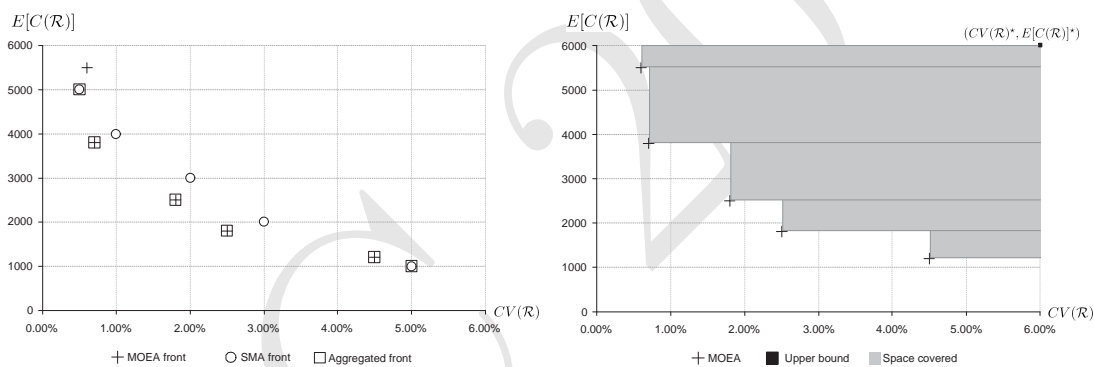 E[C(R)]
6000
5000
4000
3000
2000
1000
0
0.00% 1.00% 2.00% 3.00% 4.00% 5.00% 6.00%
CV(R)
MOEA front SMA front Aggregated front
E[C(R)]
(CV(R)*, E[C(R)]*)
6000
5000
4000
3000
2000
1000
0
0.00% 1.00% 2.00% 3.00% 4.00% 5.00% 6.00%
CV(R)
MOEA Upper bound Space covered